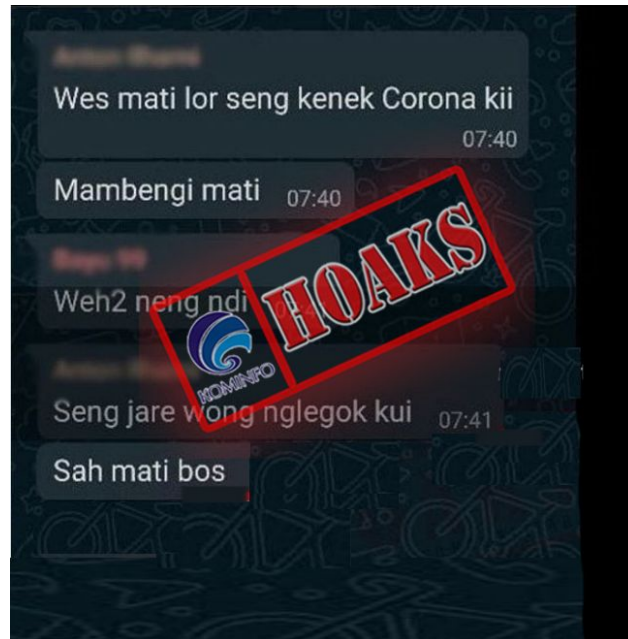 Wes mati lor seng kenek Corona kii
07:40
Mambengi mati 07:40
Weh2 neng ndi
HOAKS
KOMINFO
Seng jare wong nglegok kui 07:41
Sah mati bos